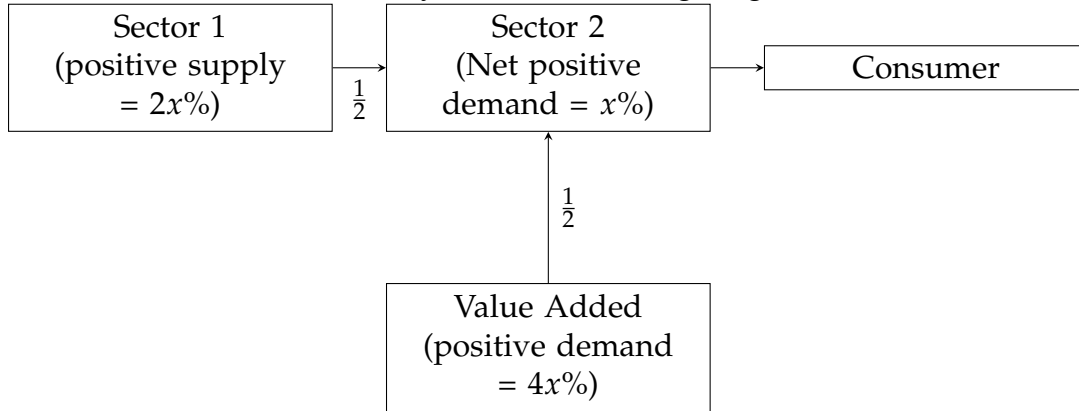 Sector 1
(positive supply
= 2x%)
1/2
Sector 2
(Net positive
demand = x%)
Consumer
1/2
Value Added
(positive demand
= 4x%)